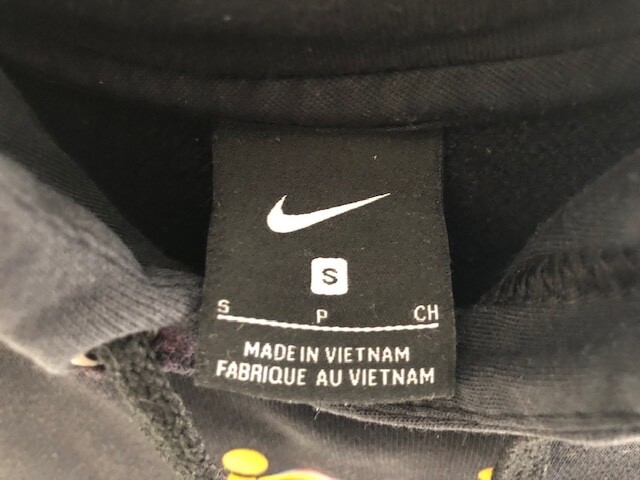 S
S P CH
MADE IN VIETNAM
FABRIQUE AU VIETNAM